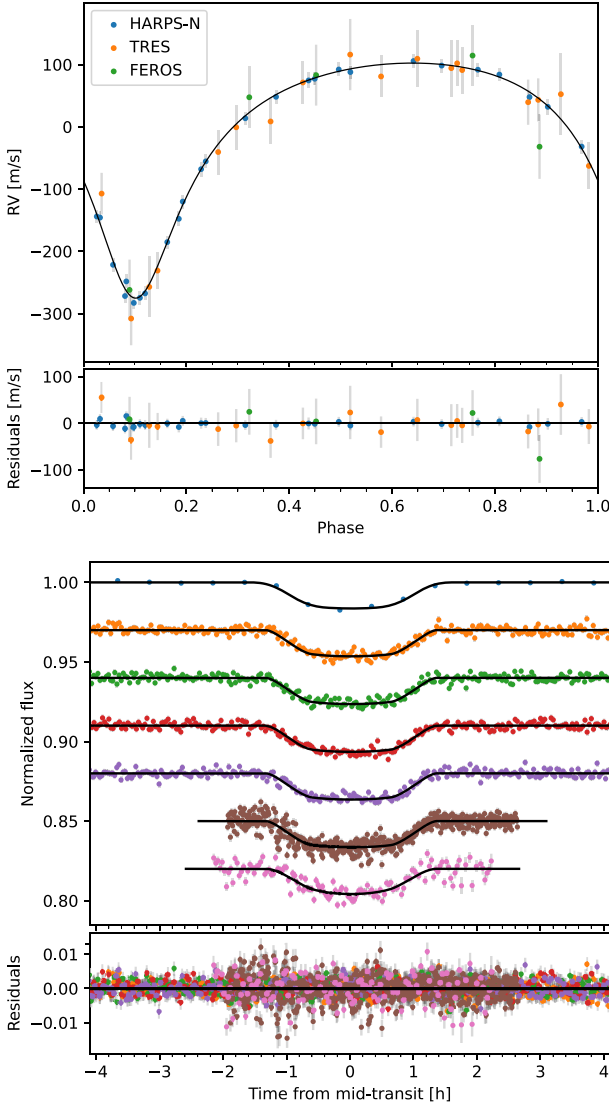 HARPS-N
TRES
FEROS
RV [m/s]
100
0
−100
−200
−300
Residuals [m/s]
100
0
−100
0.0 0.2 0.4 0.6 0.8 1.0
Phase
Normalized flux
1.00
0.95
0.90
0.85
0.80
Residuals
0.01
0.00
−0.01
−4 −3 −2 −1 0 1 2 3 4
Time from mid-transit [h]